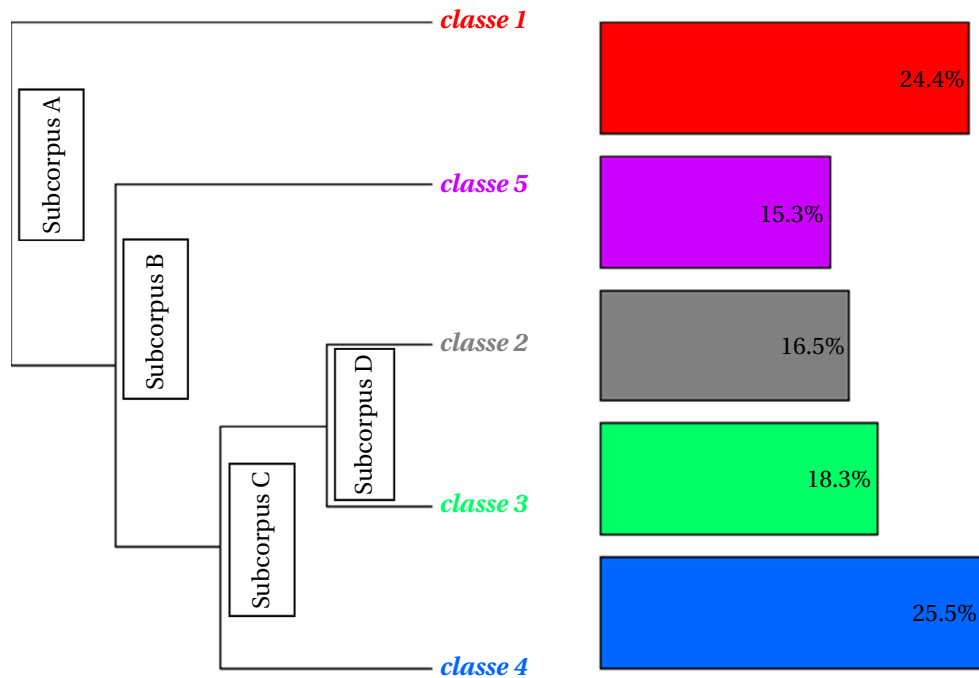 classe 1
24.4%
Subcorpus A
classe 5
15.3%
Subcorpus B
classe 2
16.5%
Subcorpus D
classe 3
18.3%
Subcorpus C
classe 4
25.5%